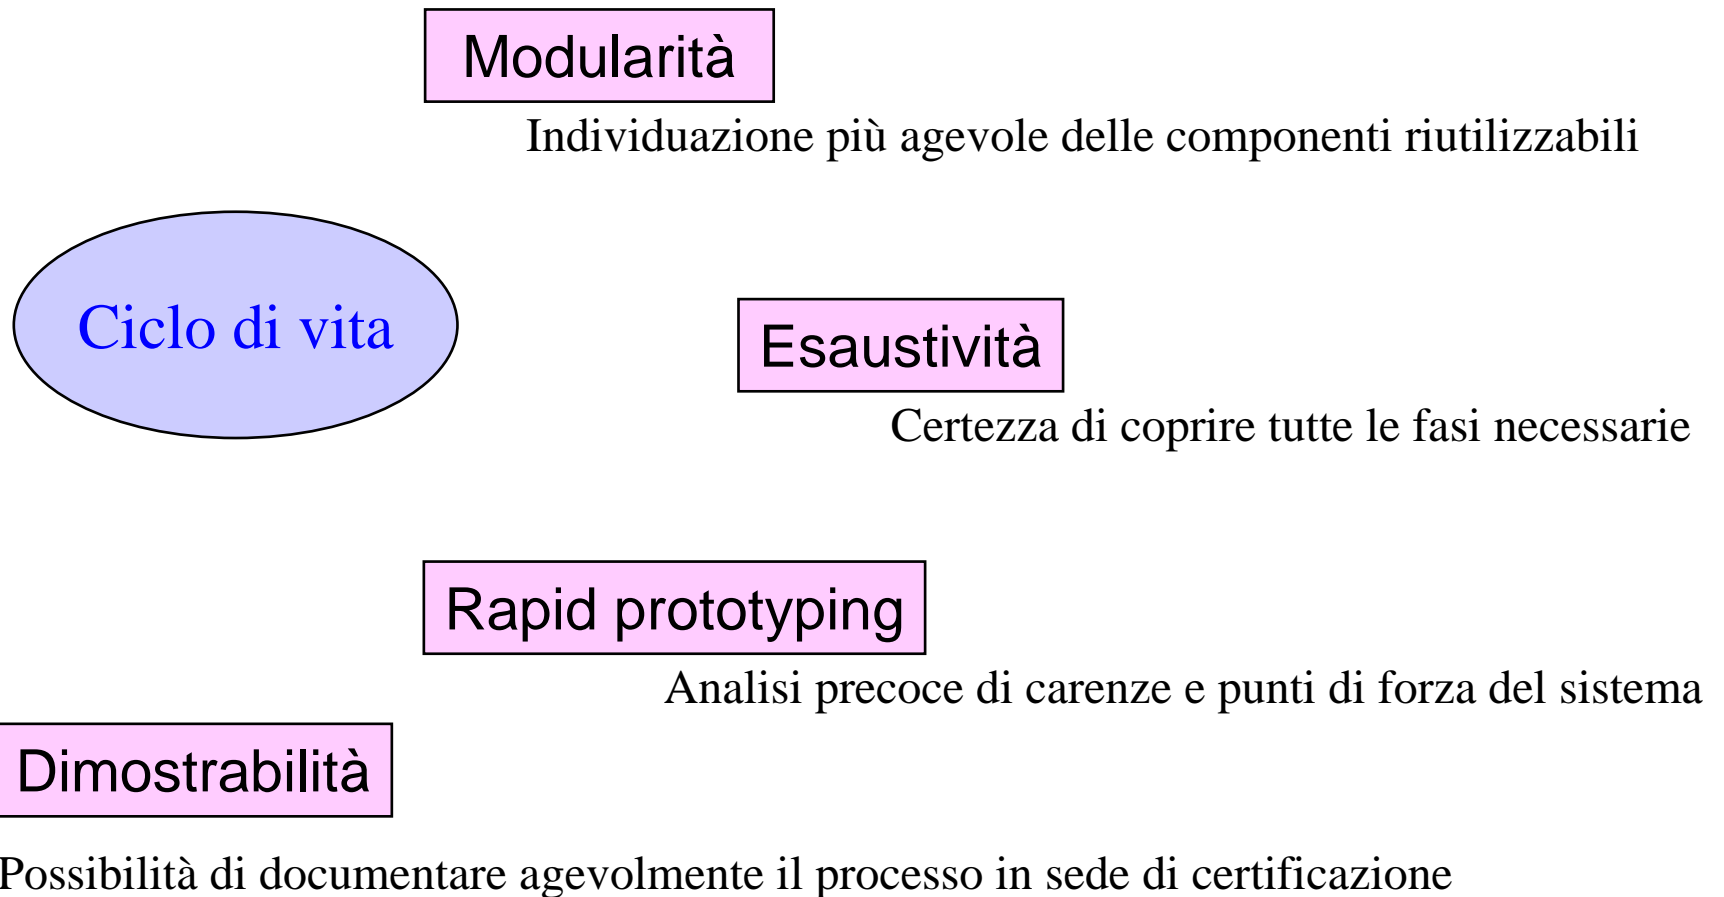 Modularità
Individuazione più agevole delle componenti riutilizzabili
Ciclo di vita
Esaustività
Certezza di coprire tutte le fasi necessarie
Rapid prototyping
Analisi precoce di carenze e punti di forza del sistema
Dimostrabilità
Possibilità di documentare agevolmente il processo in sede di certificazione